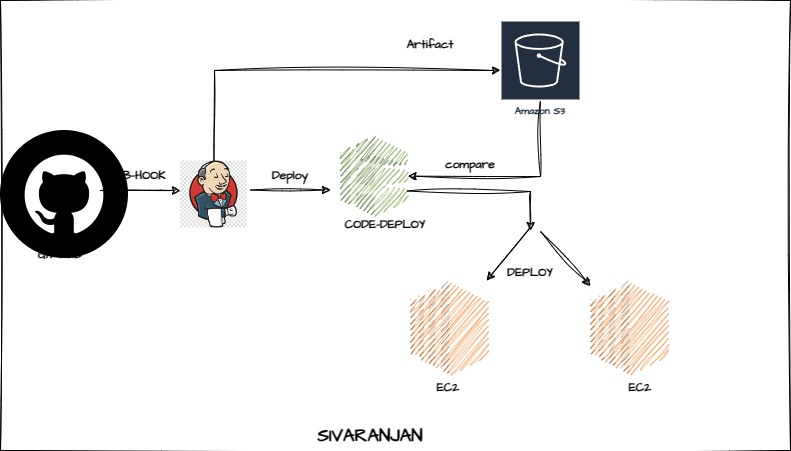 Artifact
Amazon S3
B-HOOK
Deploy
compare
CODE-DEPLOY
DEPLOY
EC2
EC2
SIVARANJAN